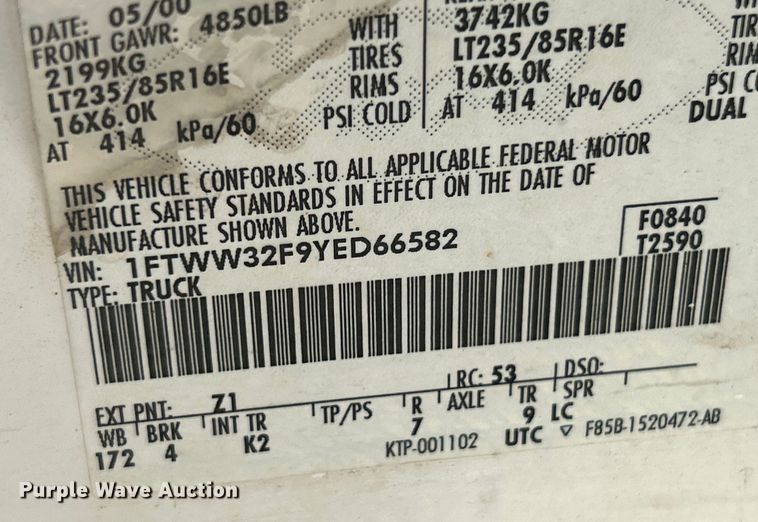 DATE: 05/00
FRONT GAWR: 4850LB
2199KG WITH
LT235/85R16E TIRES
16X6.0K RIMS
AT 414 kPa/60 PSI COLD
3742KG
LT235/85R16E
16X6.0K
AT 414 kPa/60
DUAL
THIS VEHICLE CONFORMS TO ALL APPLICABLE FEDERAL MOTOR
VEHICLE SAFETY STANDARDS IN EFFECT ON THE DATE OF
MANUFACTURE SHOWN ABOVE.
VIN: 1FTWW32F9YED66582
TYPE: TRUCK
F0840
T2590
EXT PNT: Z1 RC: 53 DSO:
WB BRK INT TR TP/PS R AXLE TR SPR
172 4 K2 7 9 LC
KTP-001102 UTC F85B-1520472-AB
Purple Wave Auction